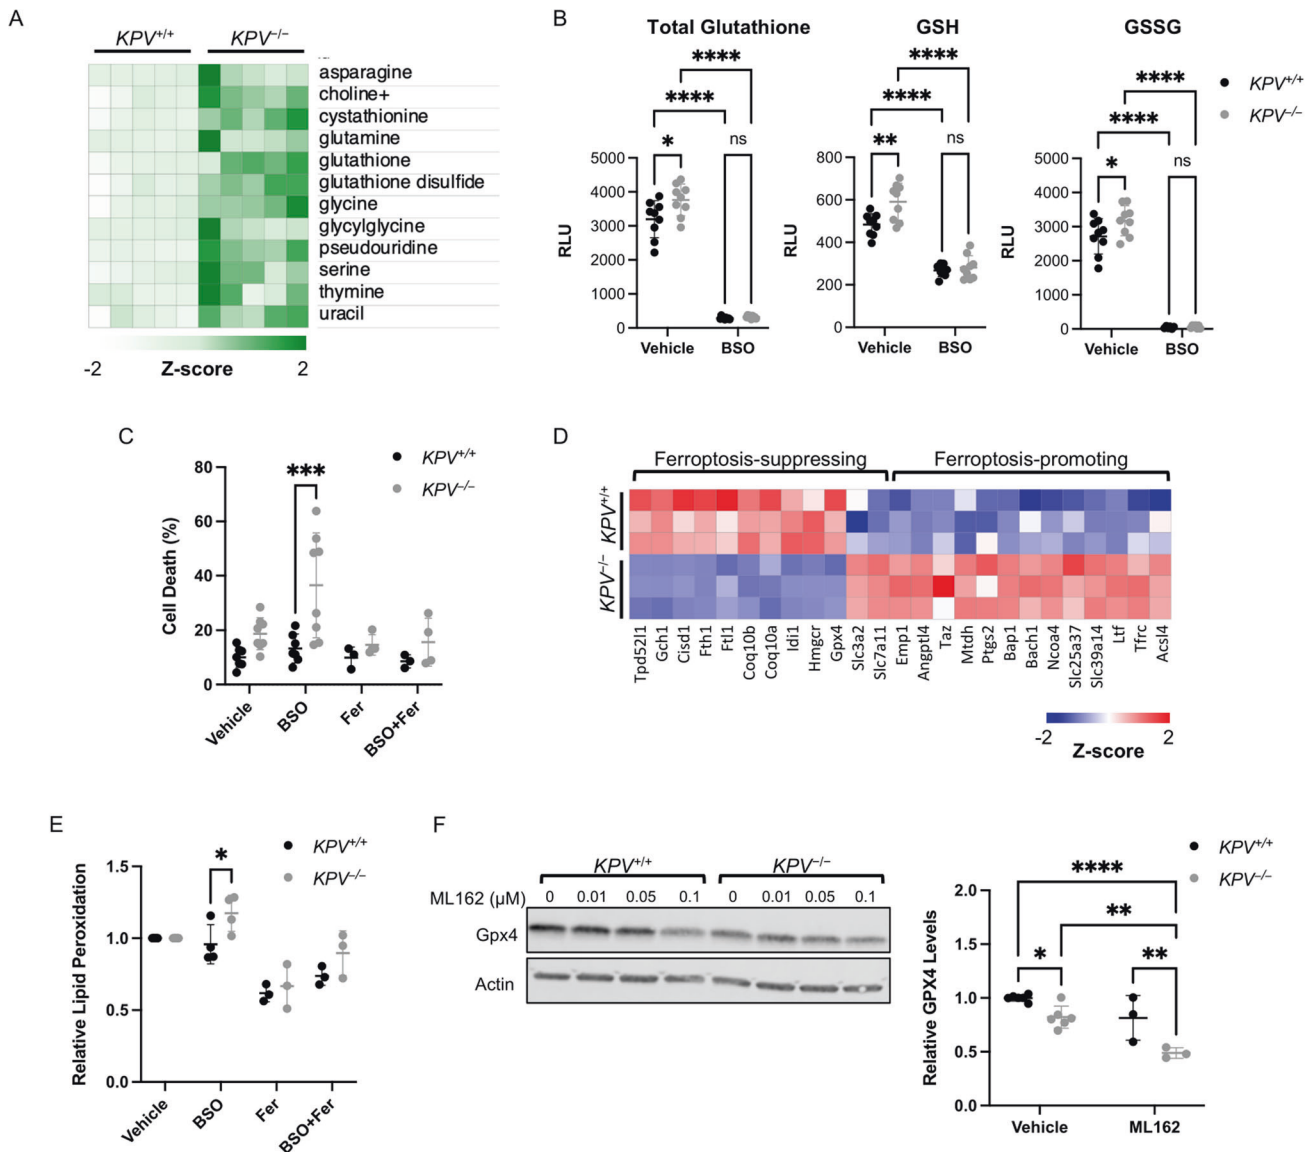 A
KPV+/+ KPV−/−
asparagine
choline+
cystathionine
glutamine
glutathione
glutathione disulfide
glycine
glycylglycine
pseudouridine
serine
thymine
uracil
-2 Z-score 2
B
Total Glutathione GSH GSSG
KPV+/+
KPV−/−
****
****
*
ns
RLU
5000
4000
3000
2000
1000
0
Vehicle BSO
****
****
**
ns
RLU
800
600
400
200
0
Vehicle BSO
****
****
*
ns
RLU
5000
4000
3000
2000
1000
0
Vehicle BSO
C
KPV+/+
KPV−/−
***
Cell Death (%)
80
60
40
20
0
Vehicle BSO Fer BSO+Fer
D
Ferroptosis-suppressing Ferroptosis-promoting
KPV+/+
KPV−/−
Tpd52l1 Gch1 Cisd1 Fth1 Ftl1 Coq10b Coq10a Idi1 Hmgcr Gpx4 Slc3a2 Slc7a11 Emp1 Angptl4 Taz Mtdh Ptgs2 Bap1 Bach1 Ncoa4 Slc25a37 Slc39a14 Ltf Tfrc Acsl4
-2 2
Z-score
E
KPV+/+
KPV−/−
*
Relative Lipid Peroxidation
1.5
1.0
0.5
0.0
Vehicle BSO Fer BSO+Fer
F
KPV+/+ KPV−/−
ML162 (µM) 0 0.01 0.05 0.1 0 0.01 0.05 0.1
Gpx4
Actin
KPV+/+
KPV−/−
****
**
*
**
Relative GPX4 Levels
2.0
1.5
1.0
0.5
0.0
Vehicle ML162